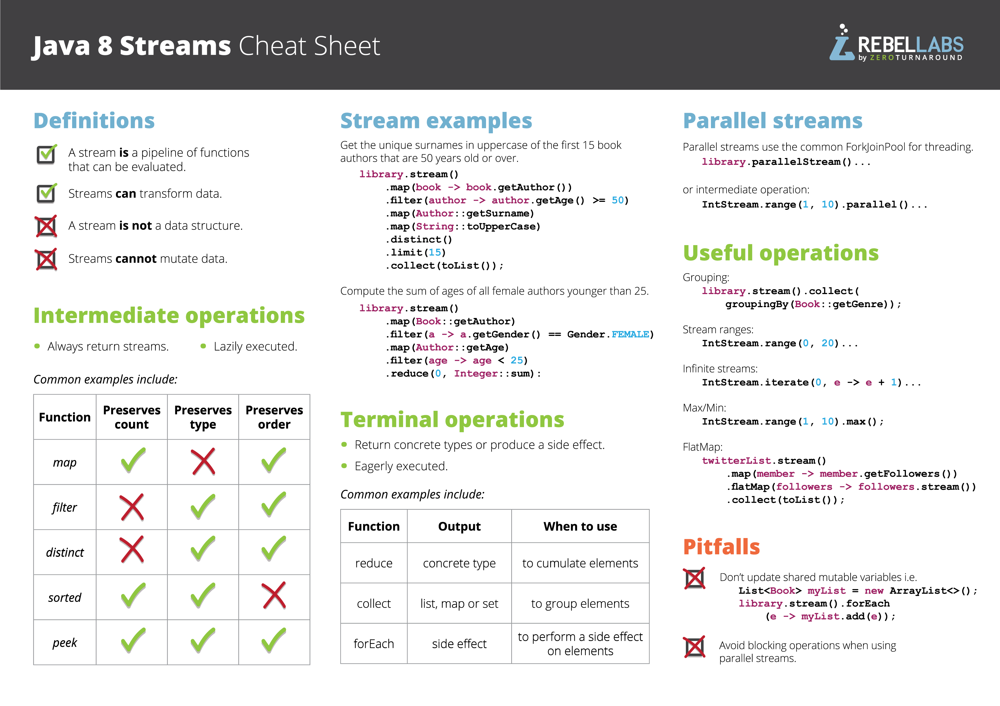 Java 8 Streams Cheat Sheet
REBELLABS
by ZEROTURNAROUND
Definitions
A stream is a pipeline of functions
that can be evaluated.
Streams can transform data.
A stream is not a data structure.
Streams cannot mutate data.
Intermediate operations
• Always return streams.
• Lazily executed.
Common examples include:
Function Preserves count Preserves type Preserves order
map
filter
distinct
sorted
peek
Stream examples
Get the unique surnames in uppercase of the first 15 book
authors that are 50 years old or over.
library.stream()
.map(book -> book.getAuthor())
.filter(author -> author.getAge() >= 50)
.map(Author::getSurname)
.map(String::toUpperCase)
.distinct()
.limit(15)
.collect(toList());
Compute the sum of ages of all female authors younger than 25.
library.stream()
.map(Book::getAuthor)
.filter(a -> a.getGender() == Gender.FEMALE)
.map(Author::getAge)
.filter(age -> age < 25)
.reduce(0, Integer::sum):
Terminal operations
• Return concrete types or produce a side effect.
• Eagerly executed.
Common examples include:
Function Output When to use
reduce concrete type to cumulate elements
collect list, map or set to group elements
forEach side effect to perform a side effect
on elements
Parallel streams
Parallel streams use the common ForkJoinPool for threading.
library.parallelStream()...
or intermediate operation:
IntStream.range(1, 10).parallel()...
Useful operations
Grouping:
library.stream().collect(
groupingBy(Book::getGenre));
Stream ranges:
IntStream.range(0, 20)...
Infinite streams:
IntStream.iterate(0, e -> e + 1)...
Max/Min:
IntStream.range(1, 10).max();
FlatMap:
twitterList.stream()
.map(member -> member.getFollowers())
.flatMap(followers -> followers.stream())
.collect(toList());
Pitfalls
Don’t update shared mutable variables i.e.
List<Book> myList = new ArrayList<>();
library.stream().forEach
(e -> myList.add(e));
Avoid blocking operations when using
parallel streams.